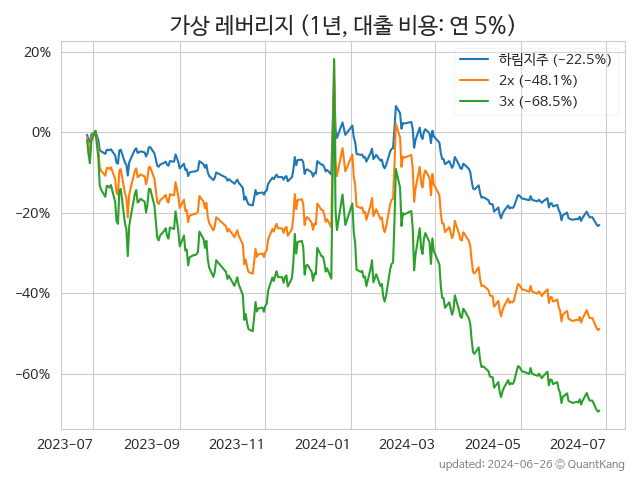 가상 레버리지 (1년, 대출 비용: 연 5%)
하림지주 (−22.5%)
2x (−48.1%)
3x (−68.5%)
20%
0%
−20%
−40%
−60%
2023−07 2023−09 2023−11 2024−01 2024−03 2024−05 2024−07
updated: 2024−06−26 © QuantKang